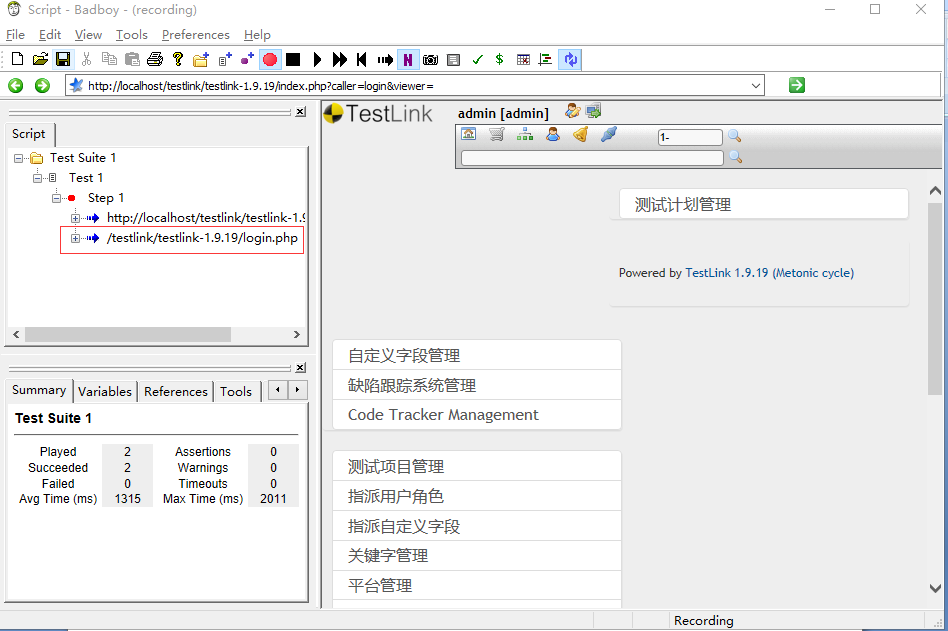 Script - Badboy - (recording)
File Edit View Tools Preferences Help
http://localhost/testlink/testlink-1.9.19/index.php?caller=login&viewer=
Script
Test Suite 1
Test 1
Step 1
http://localhost/testlink/testlink-1.9
/testlink/testlink-1.9.19/login.php
Summary Variables References Tools
Test Suite 1
Played 2 Assertions 0
Succeeded 2 Warnings 0
Failed 0 Timeouts 0
Avg Time (ms) 1315 Max Time (ms) 2011
TestLink
admin [admin]
1-
测试计划管理
Powered by TestLink 1.9.19 (Metonic cycle)
自定义字段管理
缺陷跟踪系统管理
Code Tracker Management
测试项目管理
指派用户角色
指派自定义字段
关键字管理
平台管理
Recording